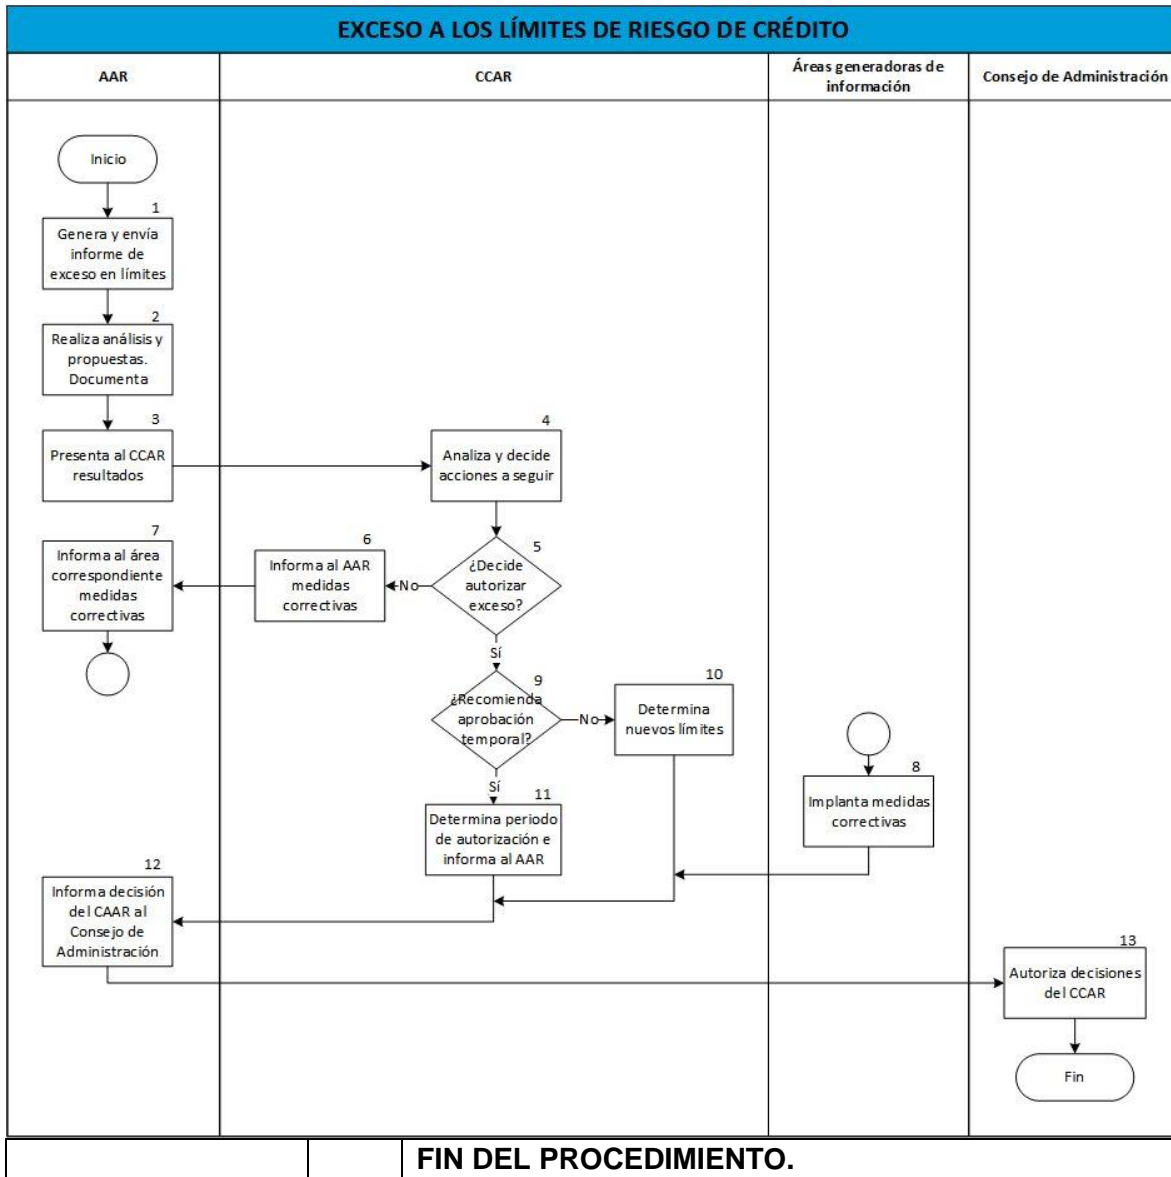 EXCESO A LOS LÍMITES DE RIESGO DE CRÉDITO
AAR
CCAR
Áreas generadoras de
información
Consejo de Administración
Inicio
1
Genera y envía
informe de
exceso en límites
2
Realiza análisis y
propuestas.
Documenta
3
Presenta al CCAR
resultados
4
Analiza y decide
acciones a seguir
5
¿Decide
autorizar
exceso?
No
6
Informa al AAR
medidas
correctivas
7
Informa al área
correspondiente
medidas
correctivas
Sí
9
¿Recomienda
aprobación
temporal?
No
10
Determina
nuevos límites
8
Implanta medidas
correctivas
Sí
11
Determina periodo
de autorización e
informa al AAR
12
Informa decisión
del CAAR al
Consejo de
Administración
13
Autoriza decisiones
del CCAR
Fin
FIN DEL PROCEDIMIENTO.